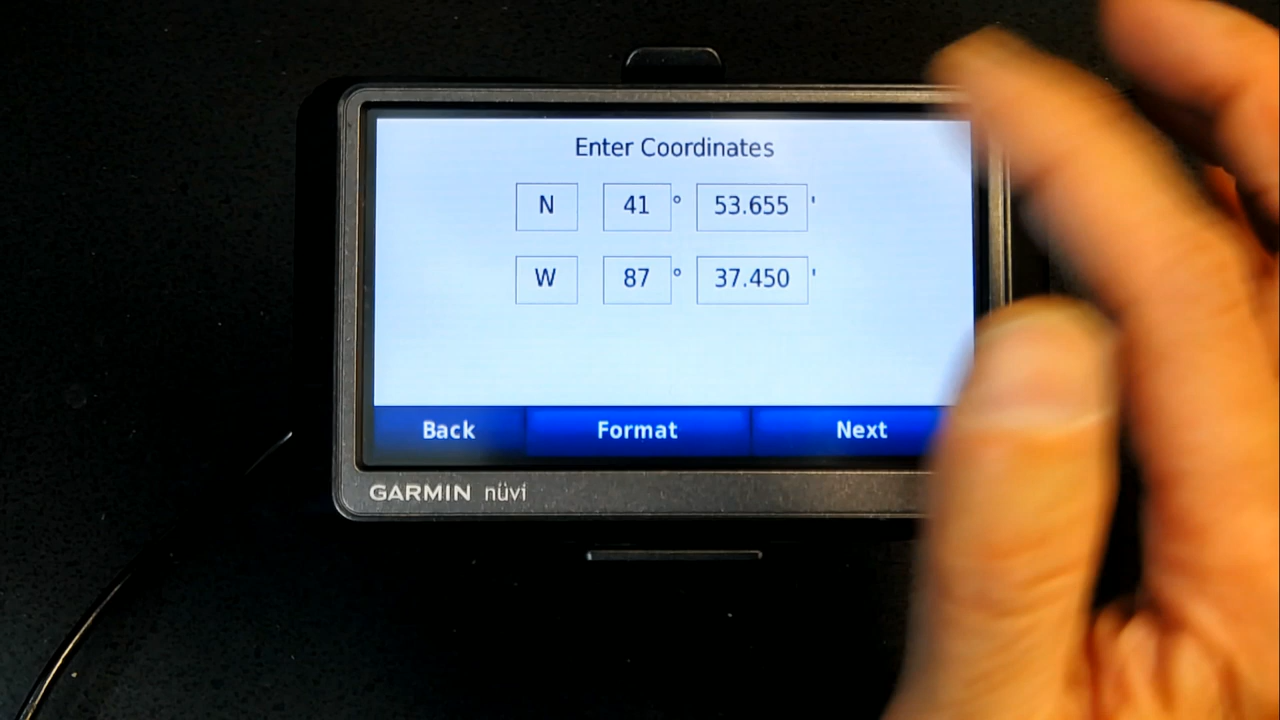 Enter Coordinates
N 41 ° 53.655 '
W 87 ° 37.450 '
Back Format Next
GARMIN nüvi